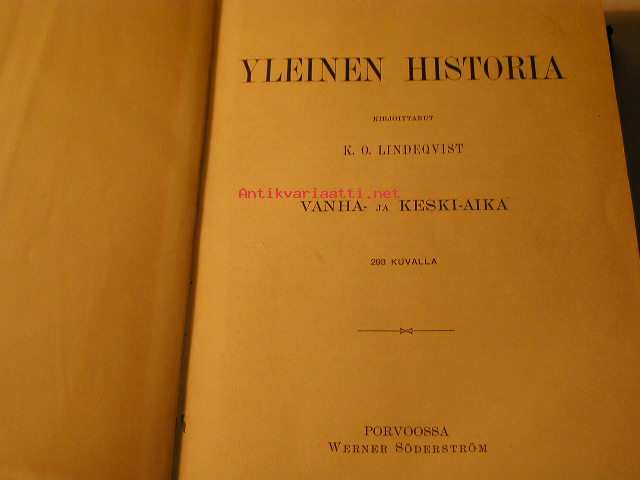 YLEINEN HISTORIA
KIRJOITTANUT
K. O. LINDEQVIST
Antikvariaatti.net
VANHA- JA KESKI-AIKA
293 KUVALLA
PORVOOSSA
WERNER SÖDERSTRÖM